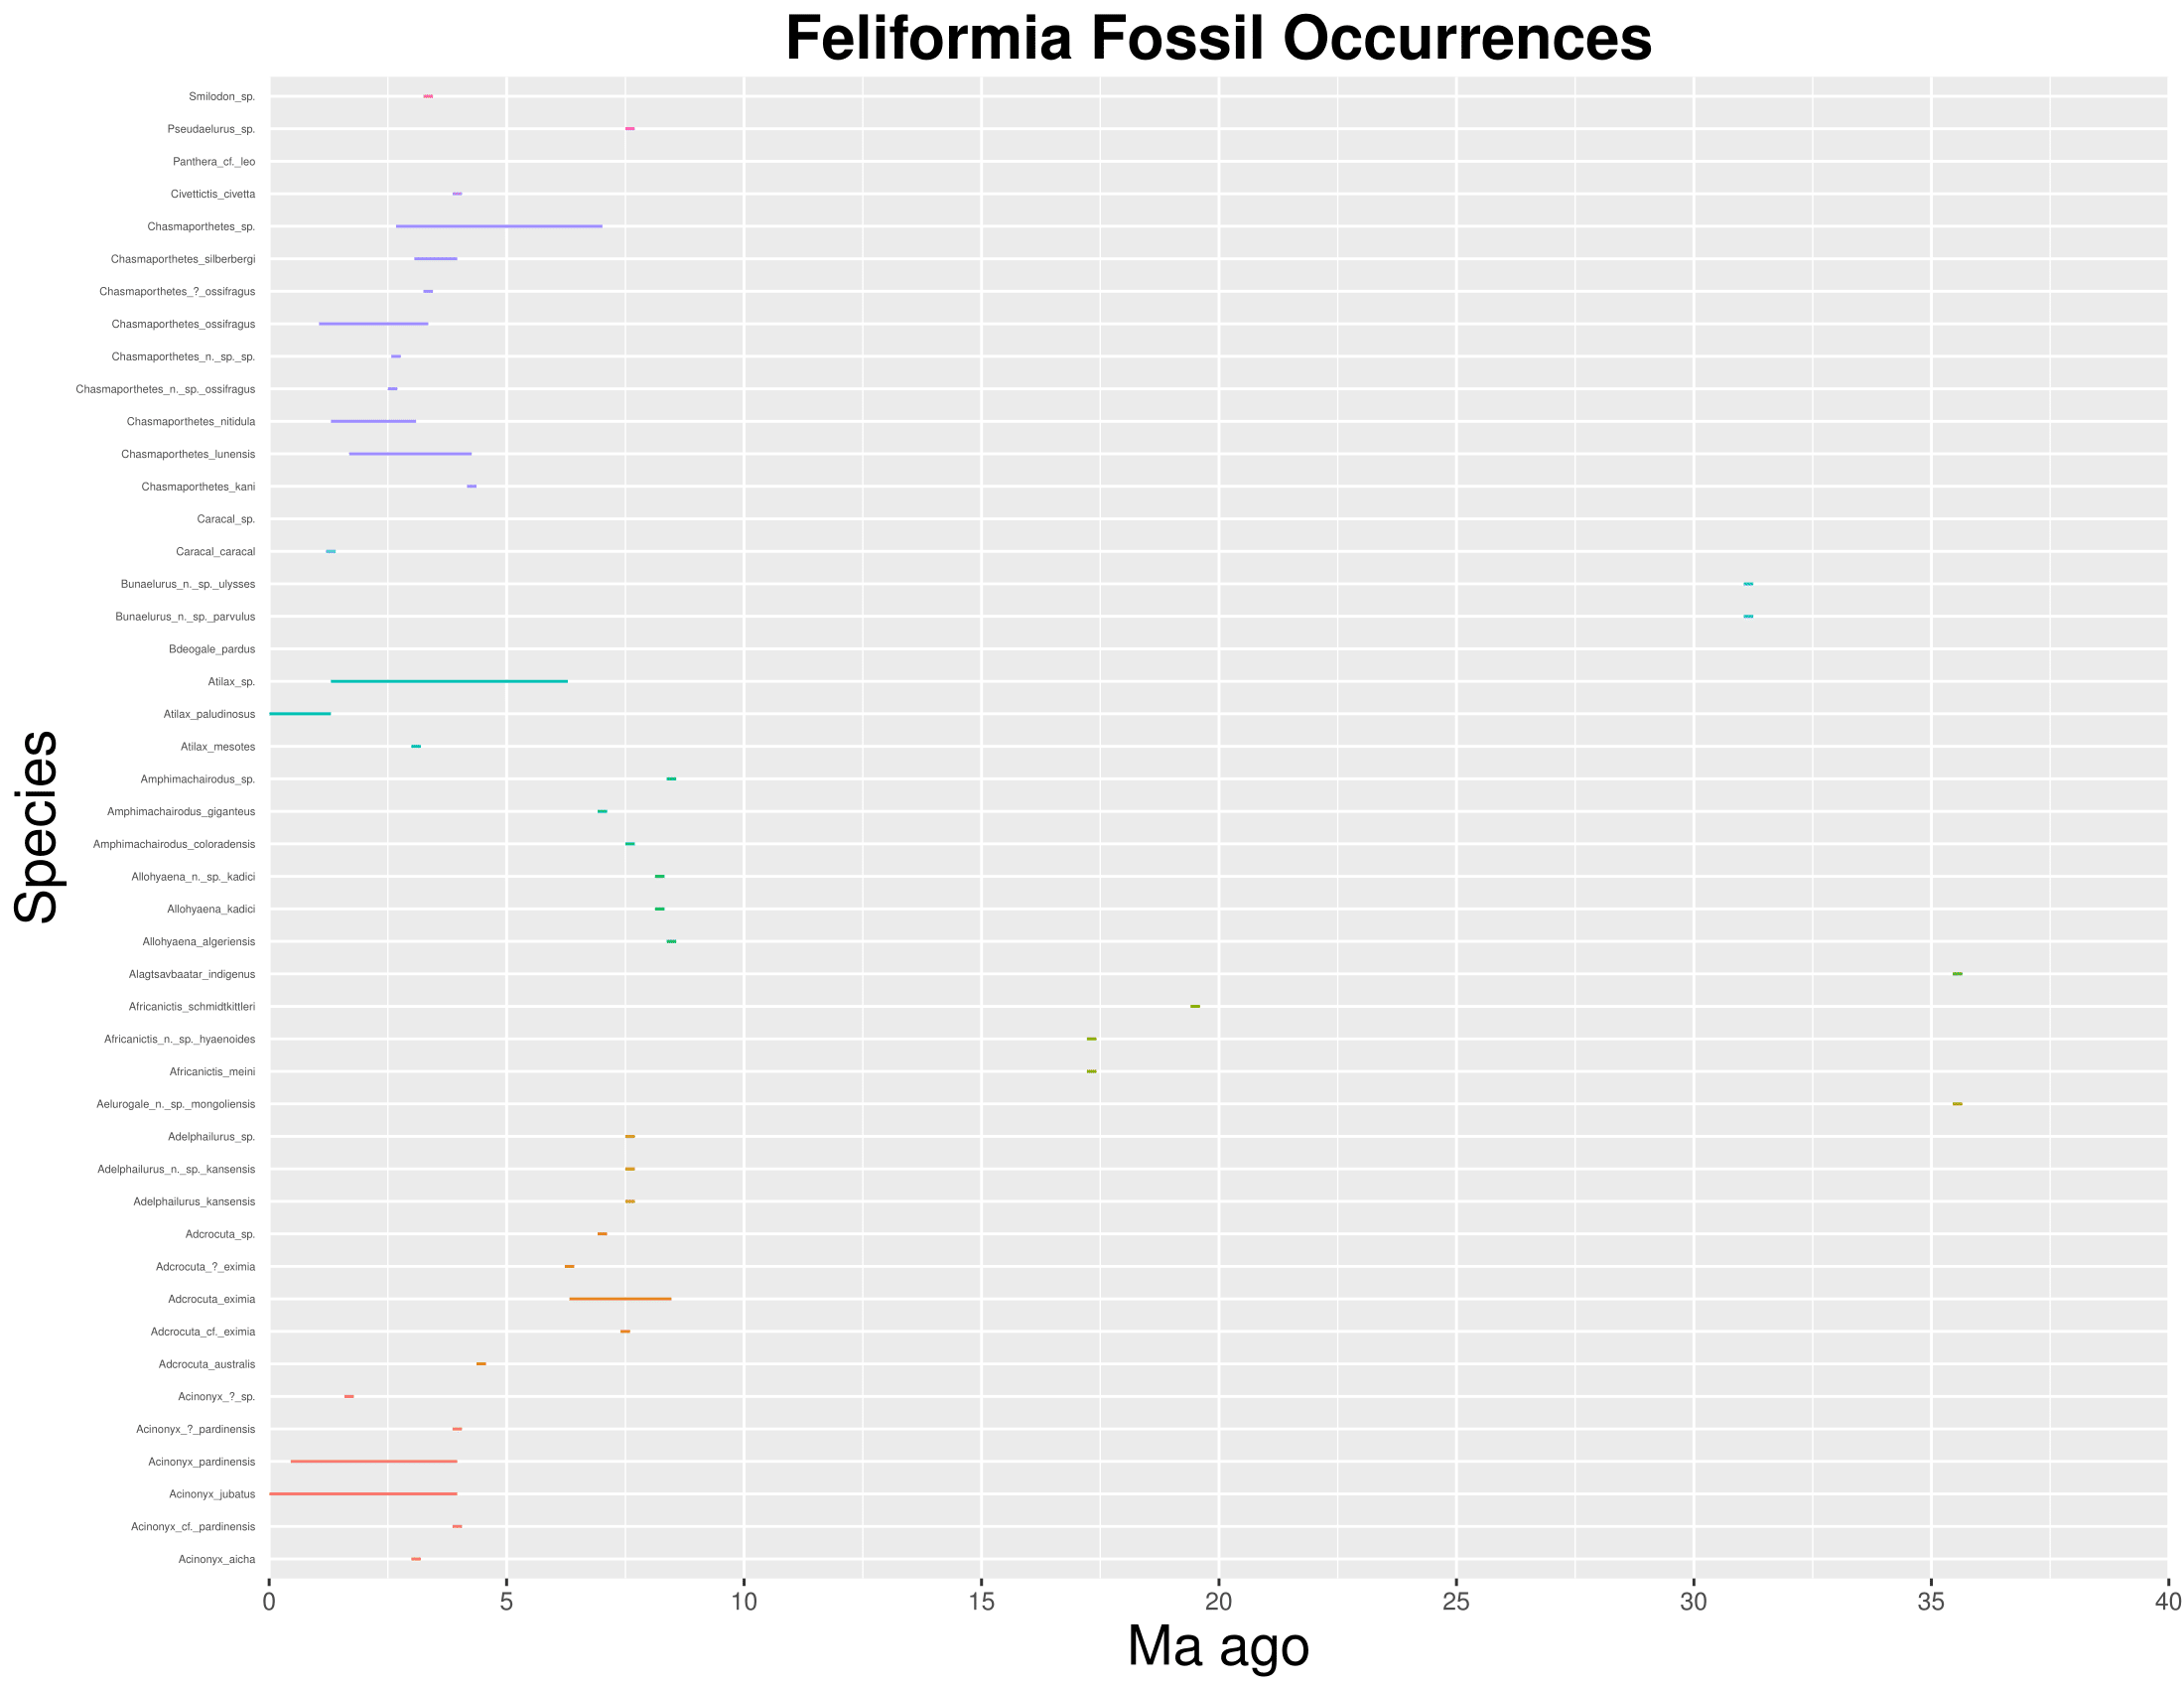 Feliformia Fossil Occurrences
Smilodon_sp.
Pseudaelurus_sp.
Panthera_cf._leo
Civettictis_civetta
Chasmaporthetes_sp.
Chasmaporthetes_silberbergi
Chasmaporthetes_?_ossifragus
Chasmaporthetes_ossifragus
Chasmaporthetes_n._sp._sp.
Chasmaporthetes_n._sp._ossifragus
Chasmaporthetes_nitidula
Chasmaporthetes_lunensis
Chasmaporthetes_kani
Caracal_sp.
Caracal_caracal
Bunaelurus_n._sp._ulysses
Bunaelurus_n._sp._parvulus
Bdeogale_pardus
Atilax_sp.
Atilax_paludinosus
Atilax_mesotes
Amphimachairodus_sp.
Amphimachairodus_giganteus
Amphimachairodus_coloradensis
Allohyaena_n._sp._kadici
Allohyaena_kadici
Allohyaena_algeriensis
Alagtsavbaatar_indigenus
Africanictis_schmidtkittleri
Africanictis_n._sp._hyaenoides
Africanictis_meini
Aelurogale_n._sp._mongoliensis
Adelphailurus_sp.
Adelphailurus_n._sp._kansensis
Adelphailurus_kansensis
Adcrocuta_sp.
Adcrocuta_?_eximia
Adcrocuta_eximia
Adcrocuta_cf._eximia
Adcrocuta_australis
Acinonyx_?_sp.
Acinonyx_?_pardinensis
Acinonyx_pardinensis
Acinonyx_jubatus
Acinonyx_cf._pardinensis
Acinonyx_aicha
Species
0 5 10 15 20 25 30 35 40
Ma ago